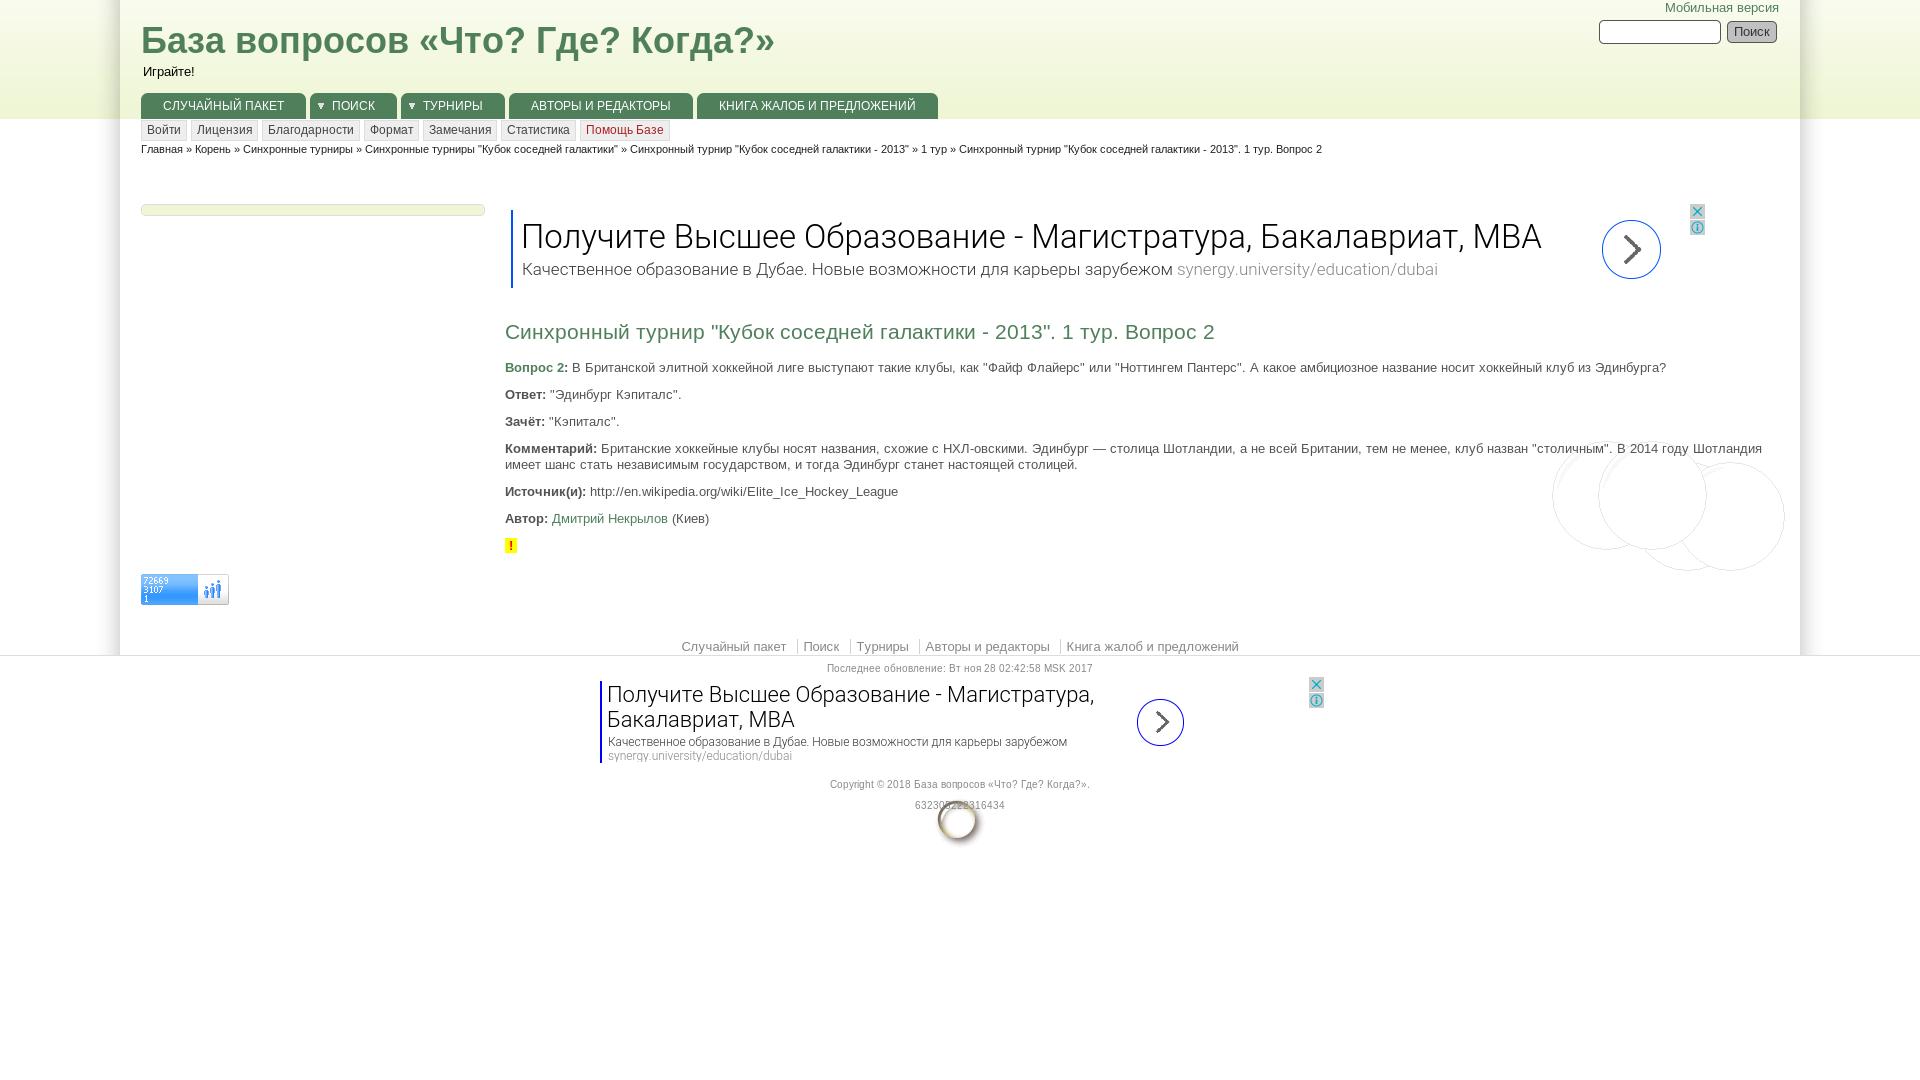 Мобильная версия
База вопросов «Что? Где? Когда?»
Поиск
Играйте!
СЛУЧАЙНЫЙ ПАКЕТ ПОИСК ТУРНИРЫ АВТОРЫ И РЕДАКТОРЫ КНИГА ЖАЛОБ И ПРЕДЛОЖЕНИЙ
Войти Лицензия Благодарности Формат Замечания Статистика Помощь Базе
Главная » Корень » Синхронные турниры » Синхронные турниры "Кубок соседней галактики" » Синхронный турнир "Кубок соседней галактики - 2013" » 1 тур » Синхронный турнир "Кубок соседней галактики - 2013". 1 тур. Вопрос 2
Получите Высшее Образование - Магистратура, Бакалавриат, MBA
Качественное образование в Дубае. Новые возможности для карьеры зарубежом synergy.university/education/dubai
Синхронный турнир "Кубок соседней галактики - 2013". 1 тур. Вопрос 2
Вопрос 2: В Британской элитной хоккейной лиге выступают такие клубы, как "Файф Флайерс" или "Ноттингем Пантерс". А какое амбициозное название носит хоккейный клуб из Эдинбурга?
Ответ: "Эдинбург Кэпиталс".
Зачёт: "Кэпиталс".
Комментарий: Британские хоккейные клубы носят названия, схожие с НХЛ-овскими. Эдинбург — столица Шотландии, а не всей Британии, тем не менее, клуб назван "столичным". В 2014 году Шотландия
имеет шанс стать независимым государством, и тогда Эдинбург станет настоящей столицей.
Источник(и): http://en.wikipedia.org/wiki/Elite_Ice_Hockey_League
Автор: Дмитрий Некрылов (Киев)
!
72669
3107
1
Случайный пакет Поиск Турниры Авторы и редакторы Книга жалоб и предложений
Последнее обновление: Вт ноя 28 02:42:58 MSK 2017
Получите Высшее Образование - Магистратура,
Бакалавриат, MBA
Качественное образование в Дубае. Новые возможности для карьеры зарубежом
synergy.university/education/dubai
Copyright © 2018 База вопросов «Что? Где? Когда?».